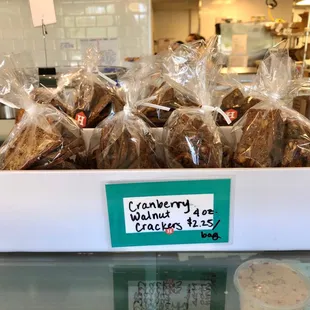 Cranberry
Walnut 4 oz
Crackers $2.25/
bag
H
H